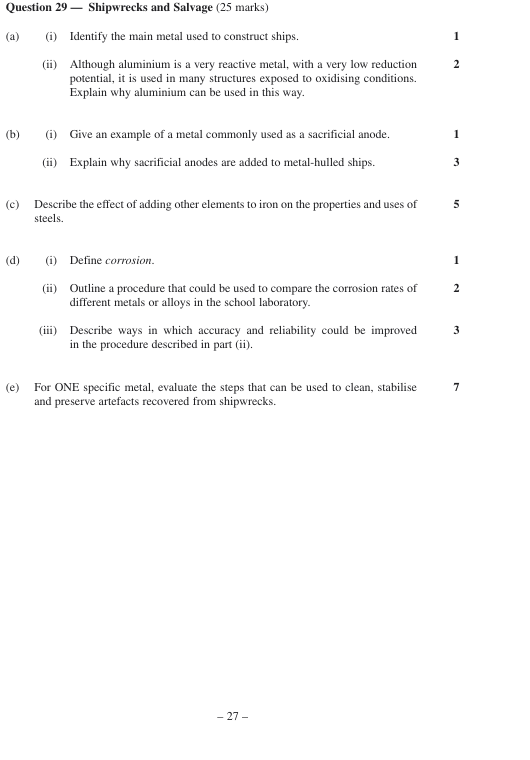 Question 29 — Shipwrecks and Salvage (25 marks)
(a) (i) Identify the main metal used to construct ships. 1
(ii) Although aluminium is a very reactive metal, with a very low reduction 2
potential, it is used in many structures exposed to oxidising conditions.
Explain why aluminium can be used in this way.
(b) (i) Give an example of a metal commonly used as a sacrificial anode. 1
(ii) Explain why sacrificial anodes are added to metal-hulled ships. 3
(c) Describe the effect of adding other elements to iron on the properties and uses of 5
steels.
(d) (i) Define corrosion. 1
(ii) Outline a procedure that could be used to compare the corrosion rates of 2
different metals or alloys in the school laboratory.
(iii) Describe ways in which accuracy and reliability could be improved 3
in the procedure described in part (ii).
(e) For ONE specific metal, evaluate the steps that can be used to clean, stabilise 7
and preserve artefacts recovered from shipwrecks.
– 27 –